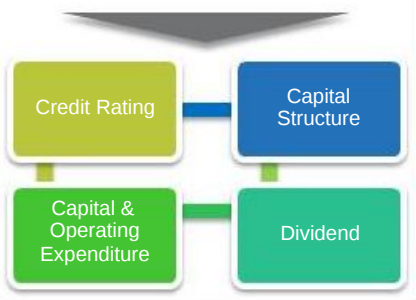 Credit Rating
Capital
Structure
Capital &
Operating
Expenditure
Dividend